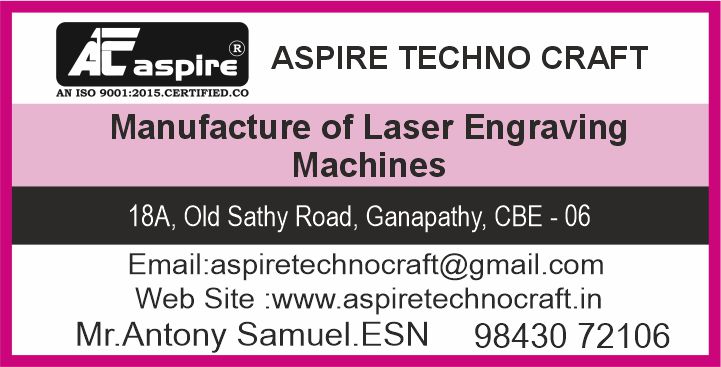 AE aspire ®
AN ISO 9001:2015.CERTIFIED.CO
ASPIRE TECHNO CRAFT
Manufacture of Laser Engraving
Machines
18A, Old Sathy Road, Ganapathy, CBE - 06
Email:aspiretechnocraft@gmail.com
Web Site :www.aspiretechnocraft.in
Mr.Antony Samuel.ESN 98430 72106